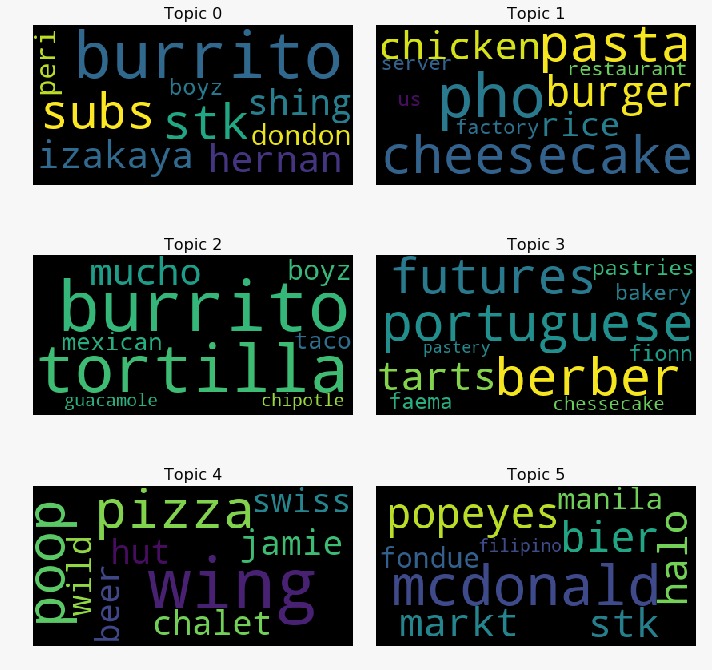 Topic 0
peri
burrito
boyz
subs
stk
shing
dondon
izakaya
hernan
Topic 1
chicken
pasta
server
restaurant
us
pho
burger
factory
rice
cheesecake
Topic 2
mucho
boyz
burrito
mexican
taco
tortilla
guacamole
chipotle
Topic 3
futures
pastries
bakery
portuguese
pastery
fionn
tarts
berber
faema
chessecake
Topic 4
poop
pizza
swiss
wild
hut
jamie
beer
wing
chalet
Topic 5
popeyes
manila
fondue
filipino
bier
halo
mcdonald
markt
stk